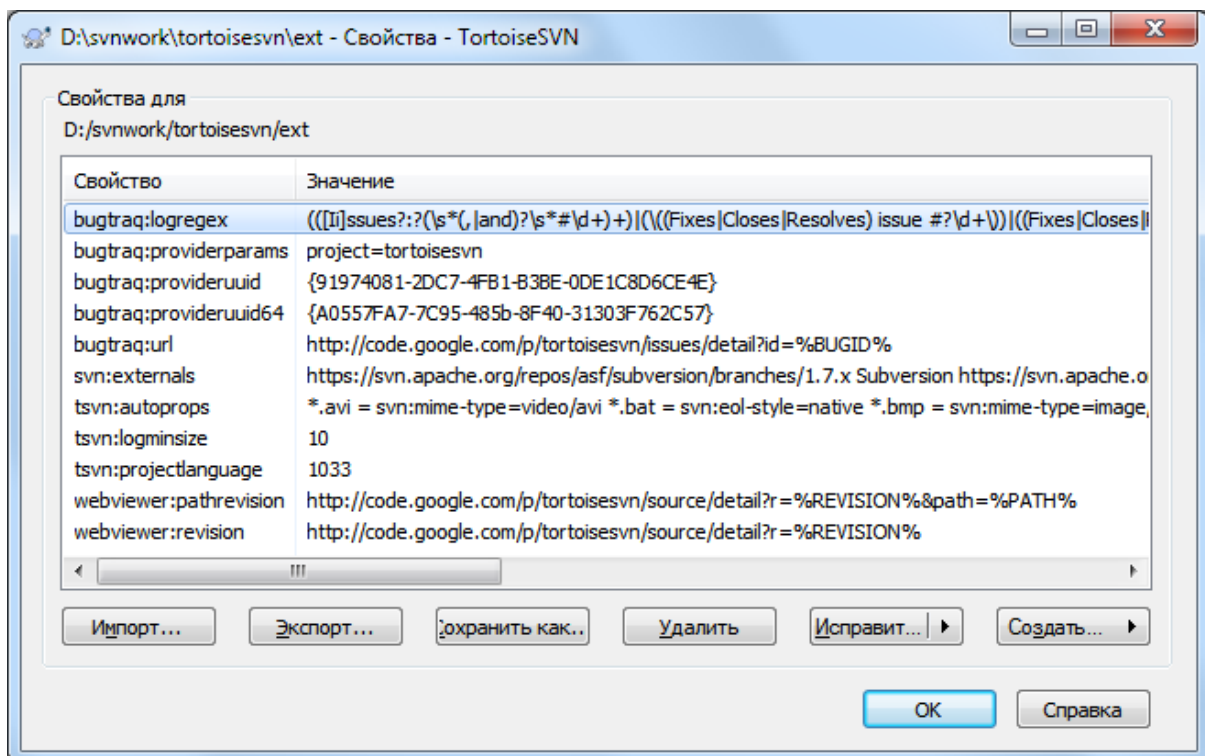 D:\svnwork\tortoisesvn\ext - Свойства - TortoiseSVN
Свойства для
D:/svnwork/tortoisesvn/ext
Свойство Значение
bugtraq:logregex (([Ii]ssues?:?(\s*(,|and)?\s*#\d+)+)|(\((Fixes|Closes|Resolves) issue #?\d+\))|((Fixes|Closes|
bugtraq:providerparams project=tortoisesvn
bugtraq:provideruuid {91974081-2DC7-4FB1-B3BE-0DE1C8D6CE4E}
bugtraq:provideruuid64 {A0557FA7-7C95-485b-8F40-31303F762C57}
bugtraq:url http://code.google.com/p/tortoisesvn/issues/detail?id=%BUGID%
svn:externals https://svn.apache.org/repos/asf/subversion/branches/1.7.x Subversion https://svn.apache.o
tsvn:autoprops *.avi = svn:mime-type=video/avi *.bat = svn:eol-style=native *.bmp = svn:mime-type=image,
tsvn:logminsize 10
tsvn:projectlanguage 1033
webviewer:pathrevision http://code.google.com/p/tortoisesvn/source/detail?r=%REVISION%&path=%PATH%
webviewer:revision http://code.google.com/p/tortoisesvn/source/detail?r=%REVISION%
Импорт... Экспорт... Сохранить как.. Удалить Исправит... Создать...
OK Справка